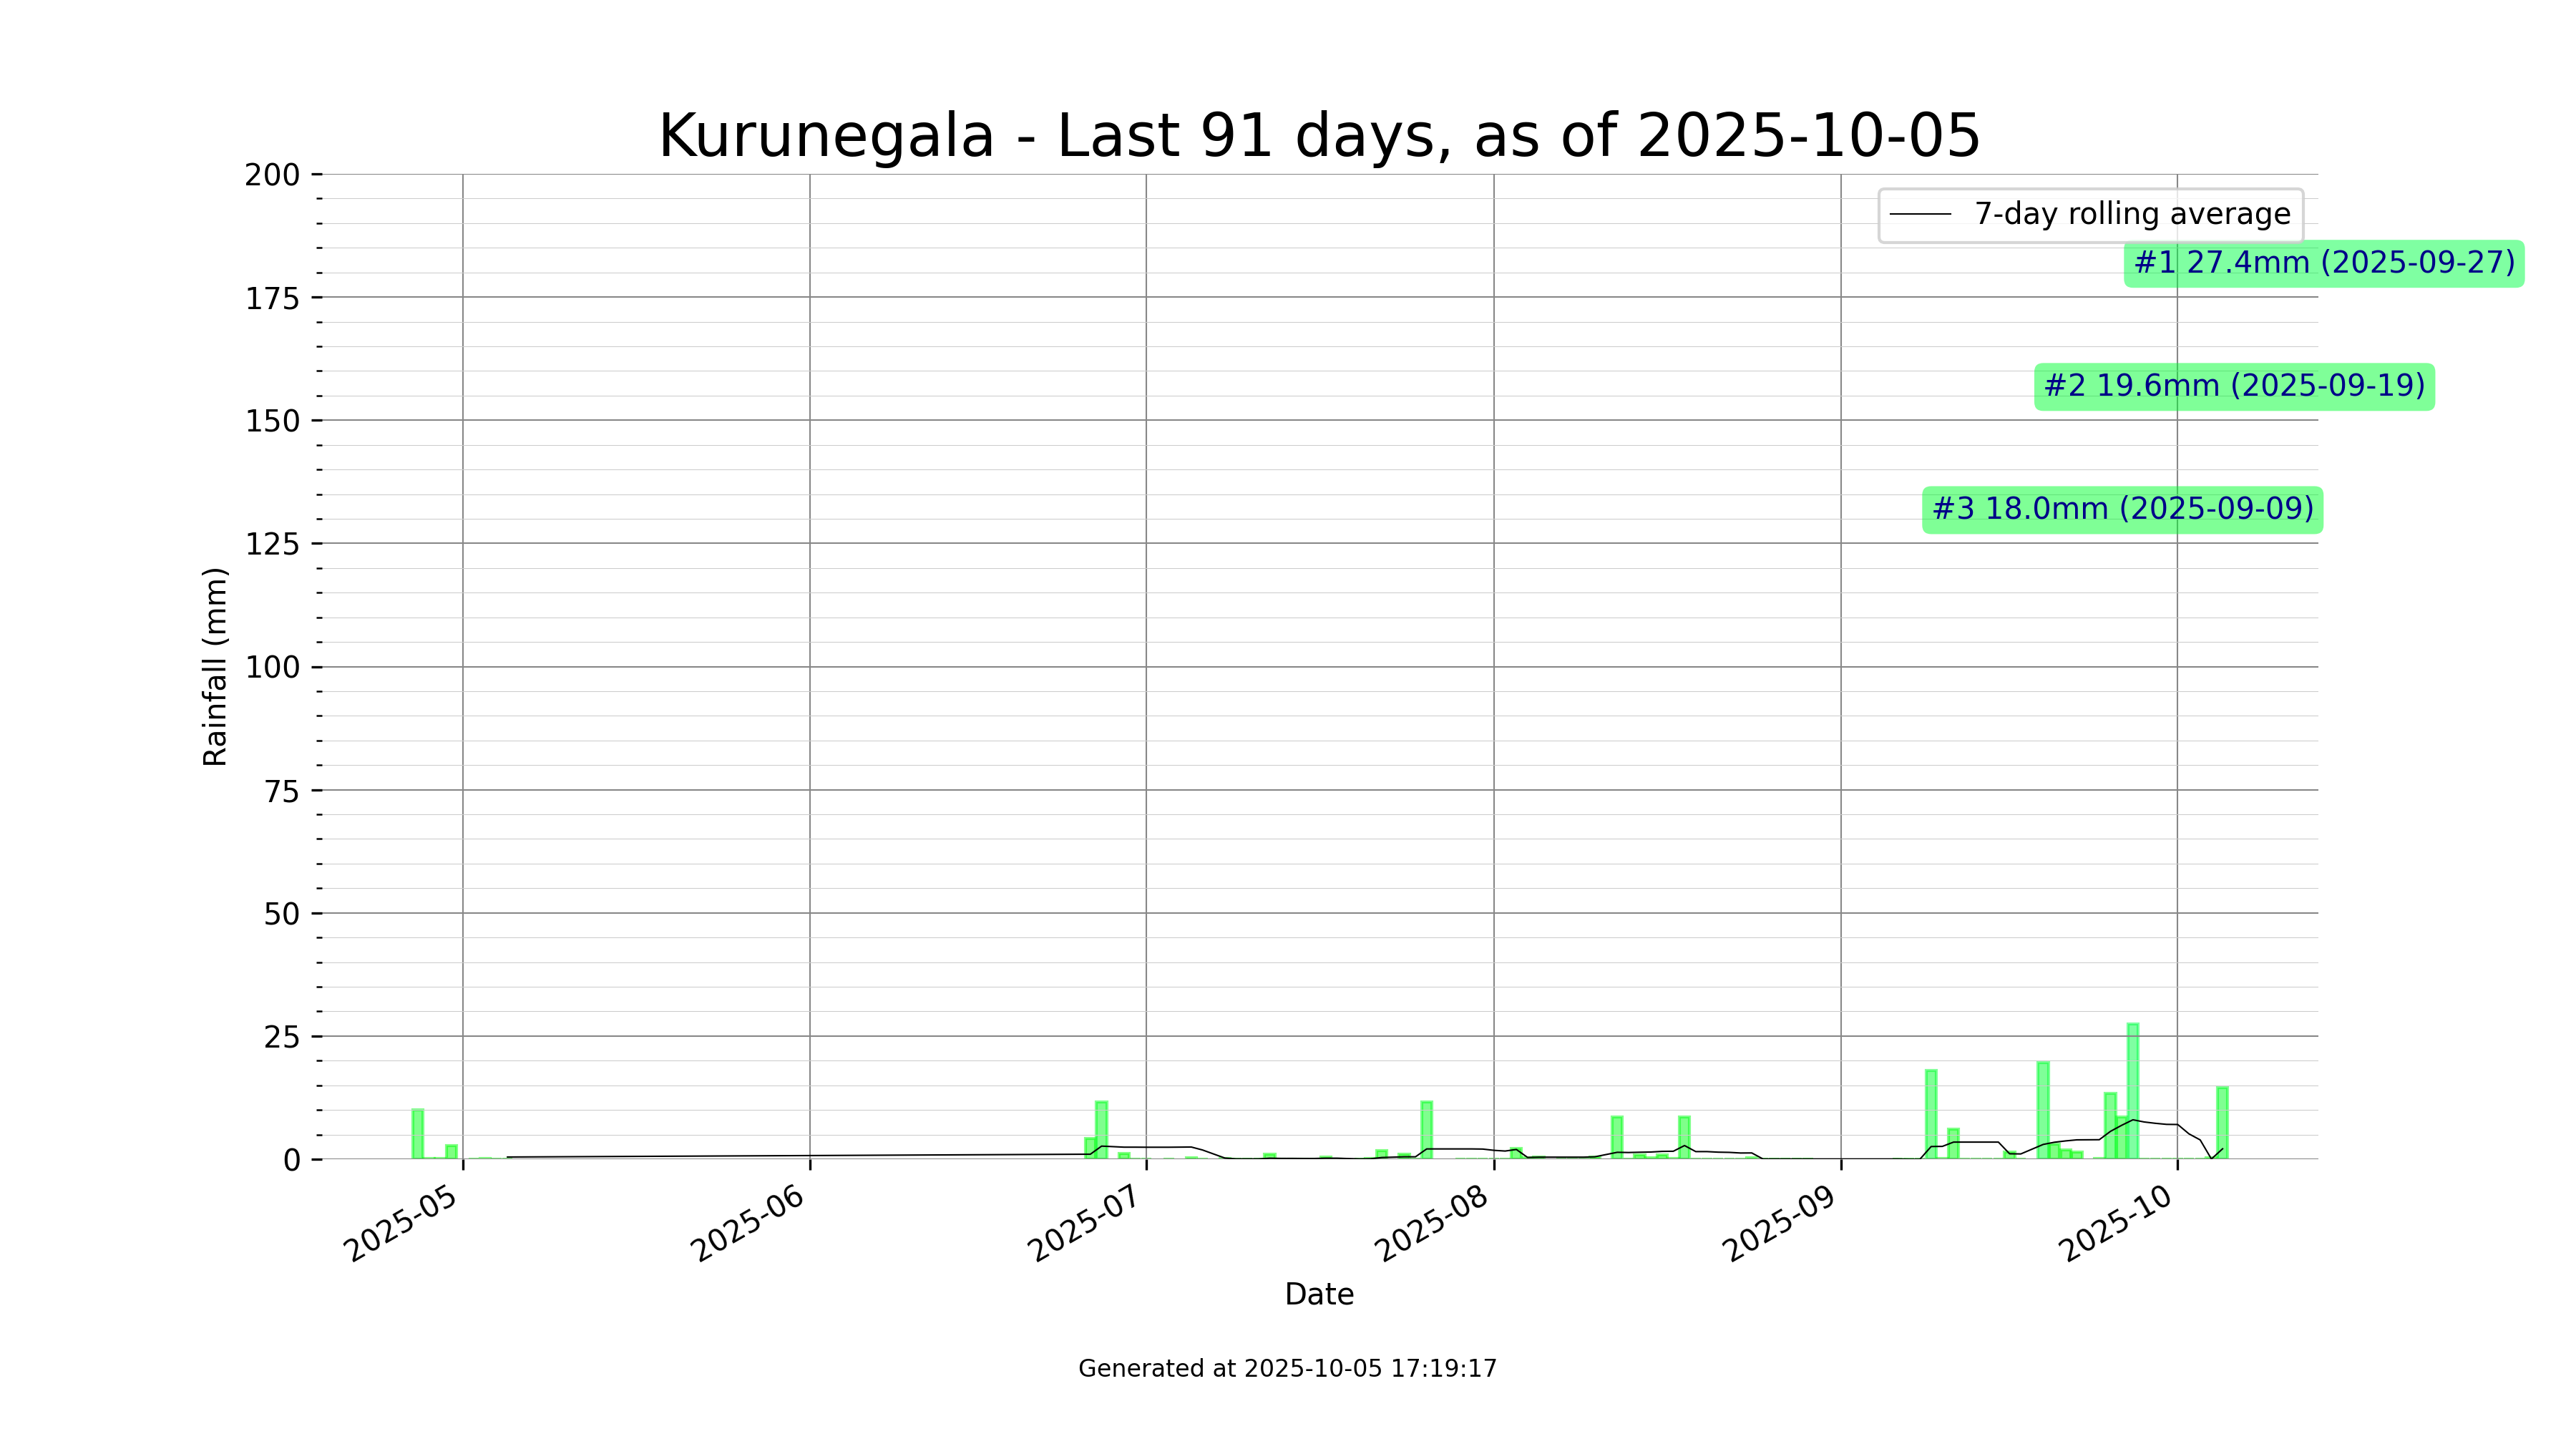 Kurunegala - Last 91 days, as of 2025-10-05
200
175
150
125
100
75
50
25
0
Rainfall (mm)
7-day rolling average
#1 27.4mm (2025-09-27)
#2 19.6mm (2025-09-19)
#3 18.0mm (2025-09-09)
2025-05
2025-06
2025-07
2025-08
2025-09
2025-10
Date
Generated at 2025-10-05 17:19:17